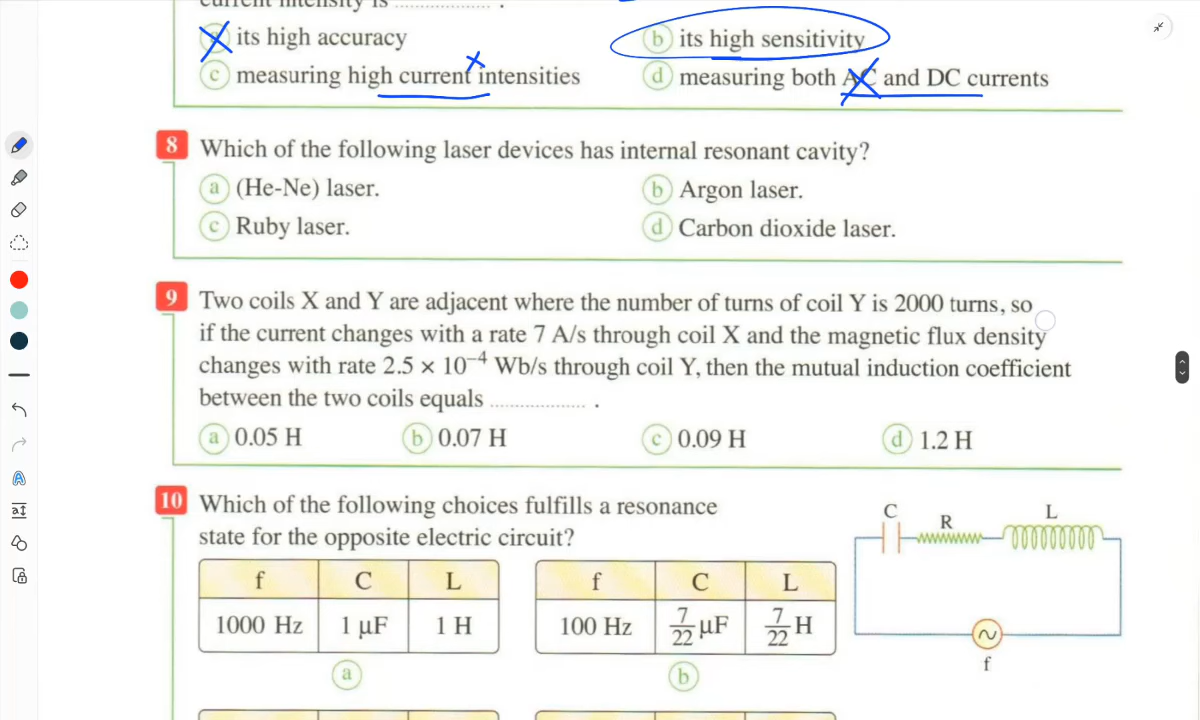 current intensity is .................... .
a its high accuracy
b its high sensitivity
c measuring high current intensities
d measuring both AC and DC currents
8 Which of the following laser devices has internal resonant cavity?
a (He-Ne) laser.
b Argon laser.
c Ruby laser.
d Carbon dioxide laser.
9 Two coils X and Y are adjacent where the number of turns of coil Y is 2000 turns, so
if the current changes with a rate 7 A/s through coil X and the magnetic flux density
changes with rate 2.5 × 10⁻⁴ Wb/s through coil Y, then the mutual induction coefficient
between the two coils equals .................... .
a 0.05 H
b 0.07 H
c 0.09 H
d 1.2 H
10 Which of the following choices fulfills a resonance
state for the opposite electric circuit?
C
R
L
f
f C L
1000 Hz 1 µF 1 H
a
f C L
100 Hz 7/22 µF 7/22 H
b